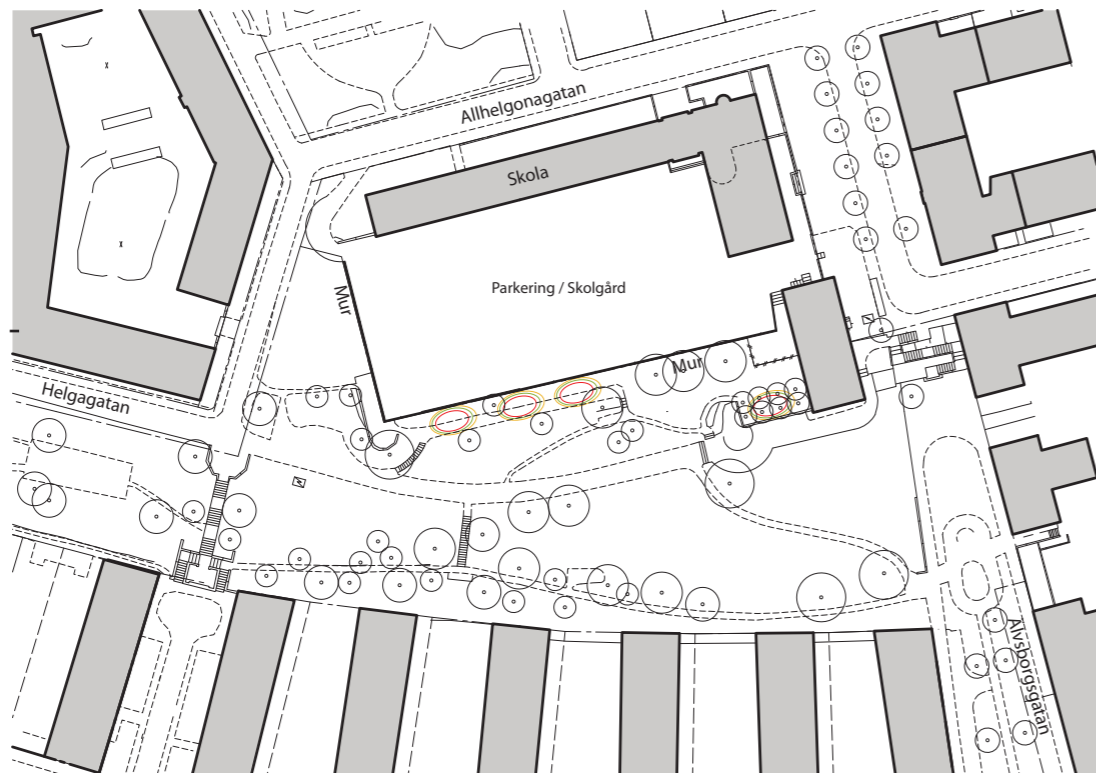 Allhelgonagatan
Skola
Parkering / Skolgård
Mur
Mur
Helgagatan
Älvsborgsgatan